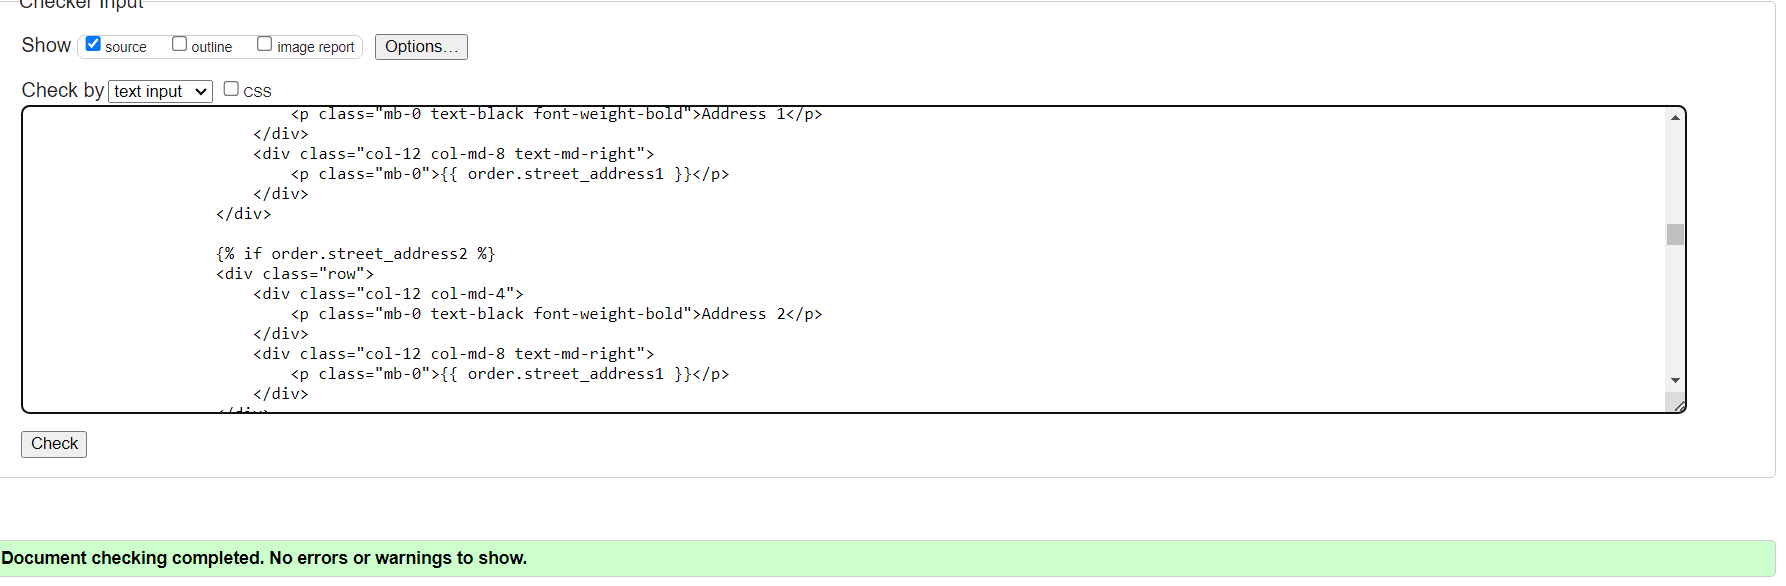 Checker Input
Show source outline image report Options...
Check by text input CSS
<p class="mb-0 text-black font-weight-bold">Address 1</p>
</div>
<div class="col-12 col-md-8 text-md-right">
<p class="mb-0">{{ order.street_address1 }}</p>
</div>
</div>
{% if order.street_address2 %}
<div class="row">
<div class="col-12 col-md-4">
<p class="mb-0 text-black font-weight-bold">Address 2</p>
</div>
<div class="col-12 col-md-8 text-md-right">
<p class="mb-0">{{ order.street_address1 }}</p>
</div>
</div>
Check
Document checking completed. No errors or warnings to show.